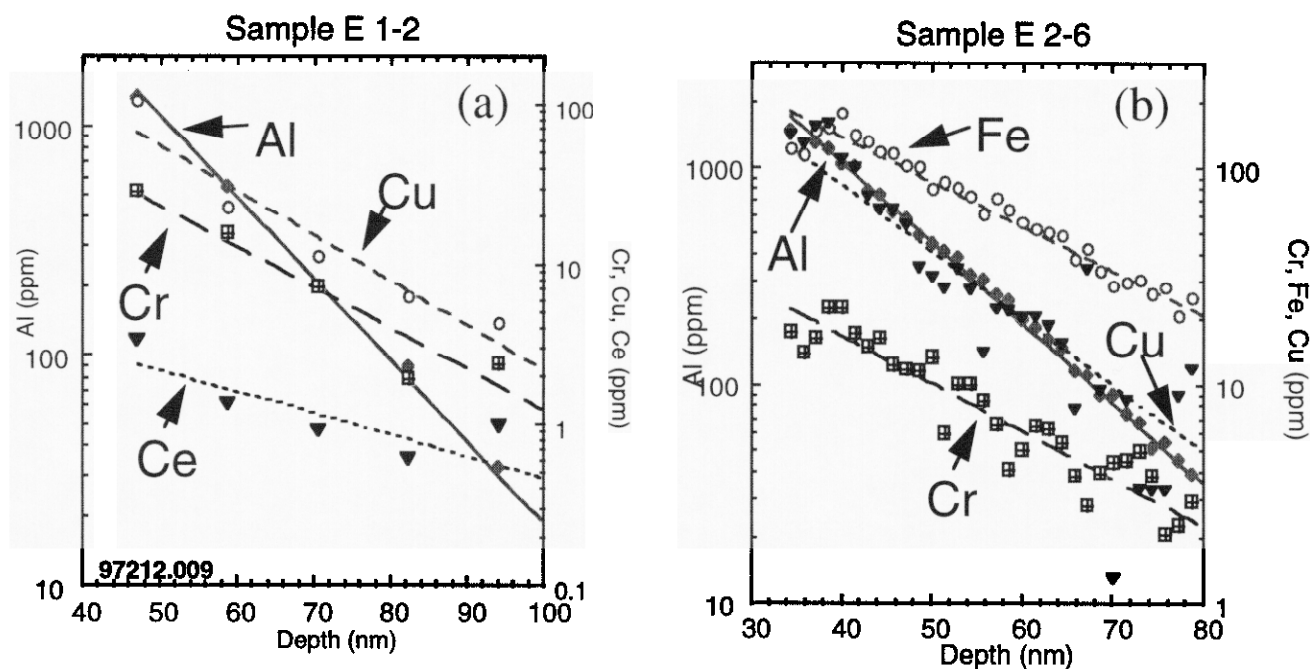 Sample E 1-2
(a)
Al
Cu
Cr
Ce
97212.009
Al (ppm)
1000
100
10
Cr, Cu, Ce (ppm)
100
10
1
0.1
40 50 60 70 80 90 100
Depth (nm)
Sample E 2-6
(b)
Fe
Al
Cu
Cr
Al (ppm)
1000
100
10
Cr, Fe, Cu (ppm)
100
10
1
30 40 50 60 70 80
Depth (nm)